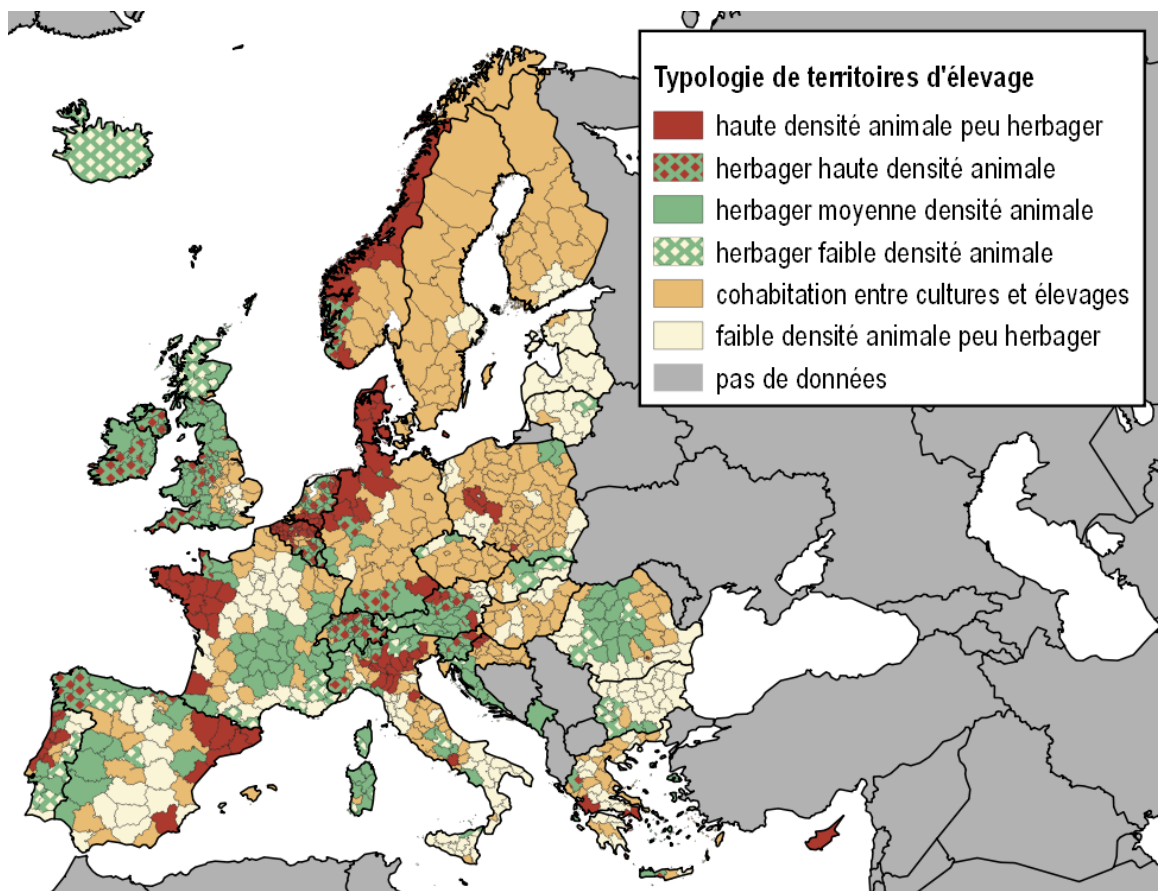 Typologie de territoires d'élevage
haute densité animale peu herbager
herbager haute densité animale
herbager moyenne densité animale
herbager faible densité animale
cohabitation entre cultures et élevages
faible densité animale peu herbager
pas de données